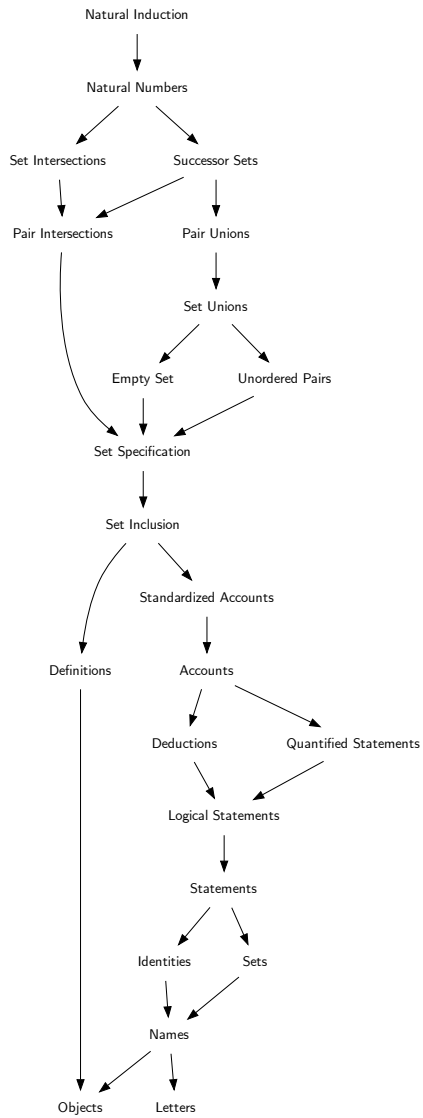 Natural Induction
Natural Numbers
Set Intersections
Successor Sets
Pair Intersections
Pair Unions
Set Unions
Empty Set
Unordered Pairs
Set Specification
Set Inclusion
Standardized Accounts
Definitions
Accounts
Deductions
Quantified Statements
Logical Statements
Statements
Identities
Sets
Names
Objects
Letters